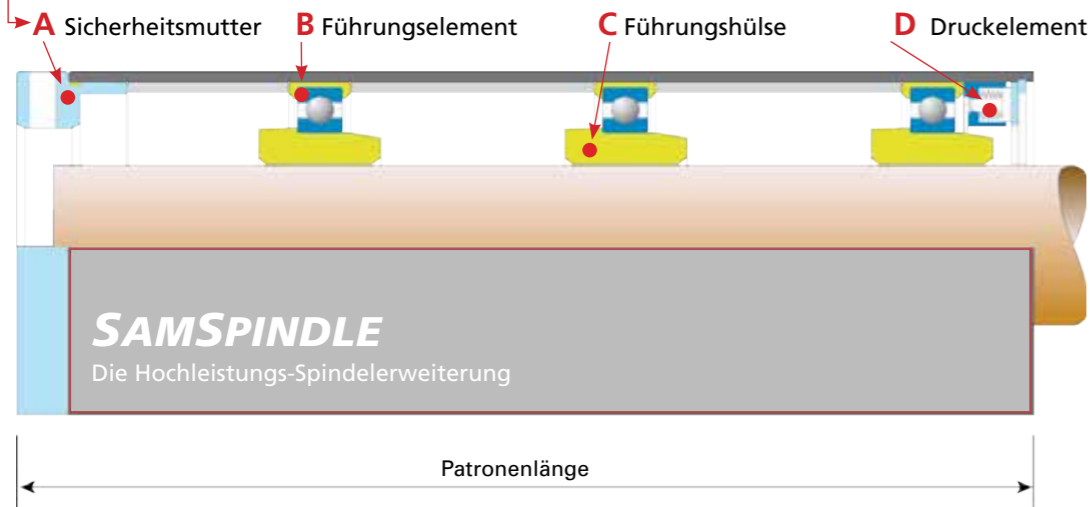 A Sicherheitsmutter B Führungselement C Führungshülse D Druckelement
SAMSPINDLE
Die Hochleistungs-Spindelerweiterung
Patronenlänge